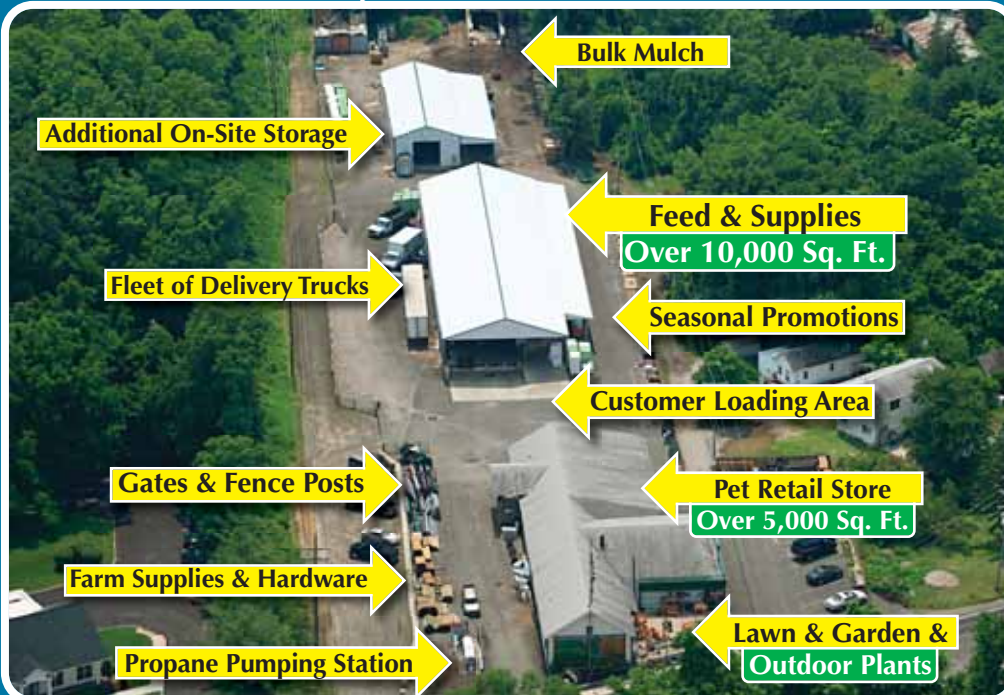 Bulk Mulch
Additional On-Site Storage
Feed & Supplies
Over 10,000 Sq. Ft.
Fleet of Delivery Trucks
Seasonal Promotions
Customer Loading Area
Gates & Fence Posts
Pet Retail Store
Over 5,000 Sq. Ft.
Farm Supplies & Hardware
Lawn & Garden &
Outdoor Plants
Propane Pumping Station